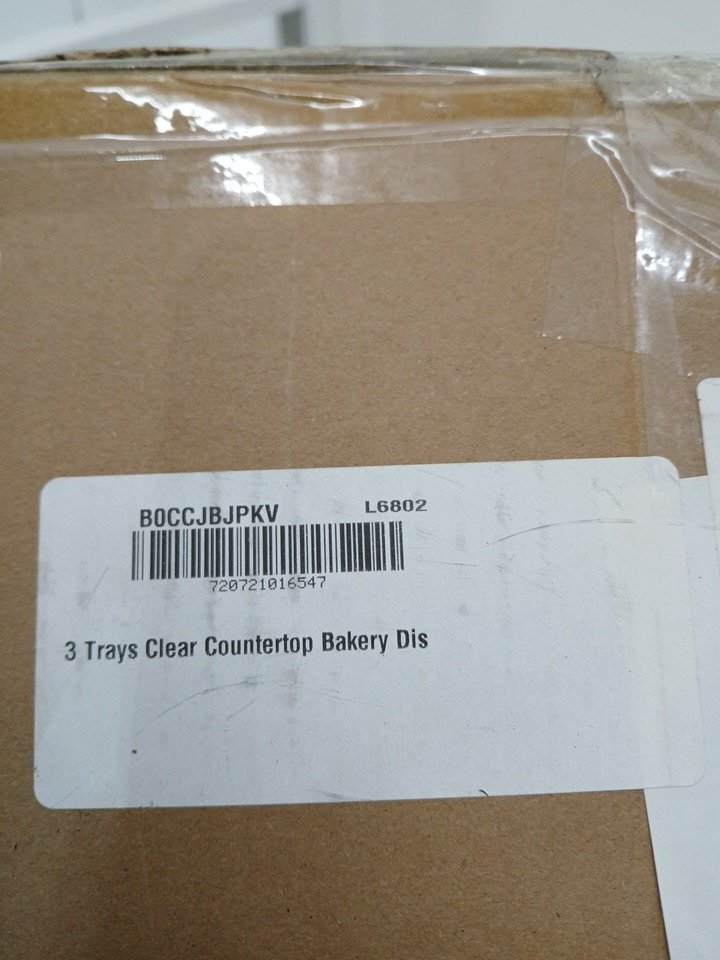 B0CCJBJPKV L6802
720721016547
3 Trays Clear Countertop Bakery Dis